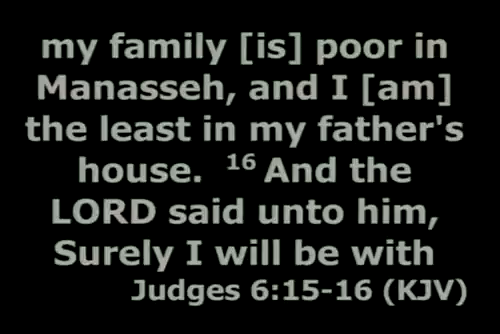 my family [is] poor in
Manasseh, and I [am]
the least in my father's
house. 16 And the
LORD said unto him,
Surely I will be with
Judges 6:15-16 (KJV)